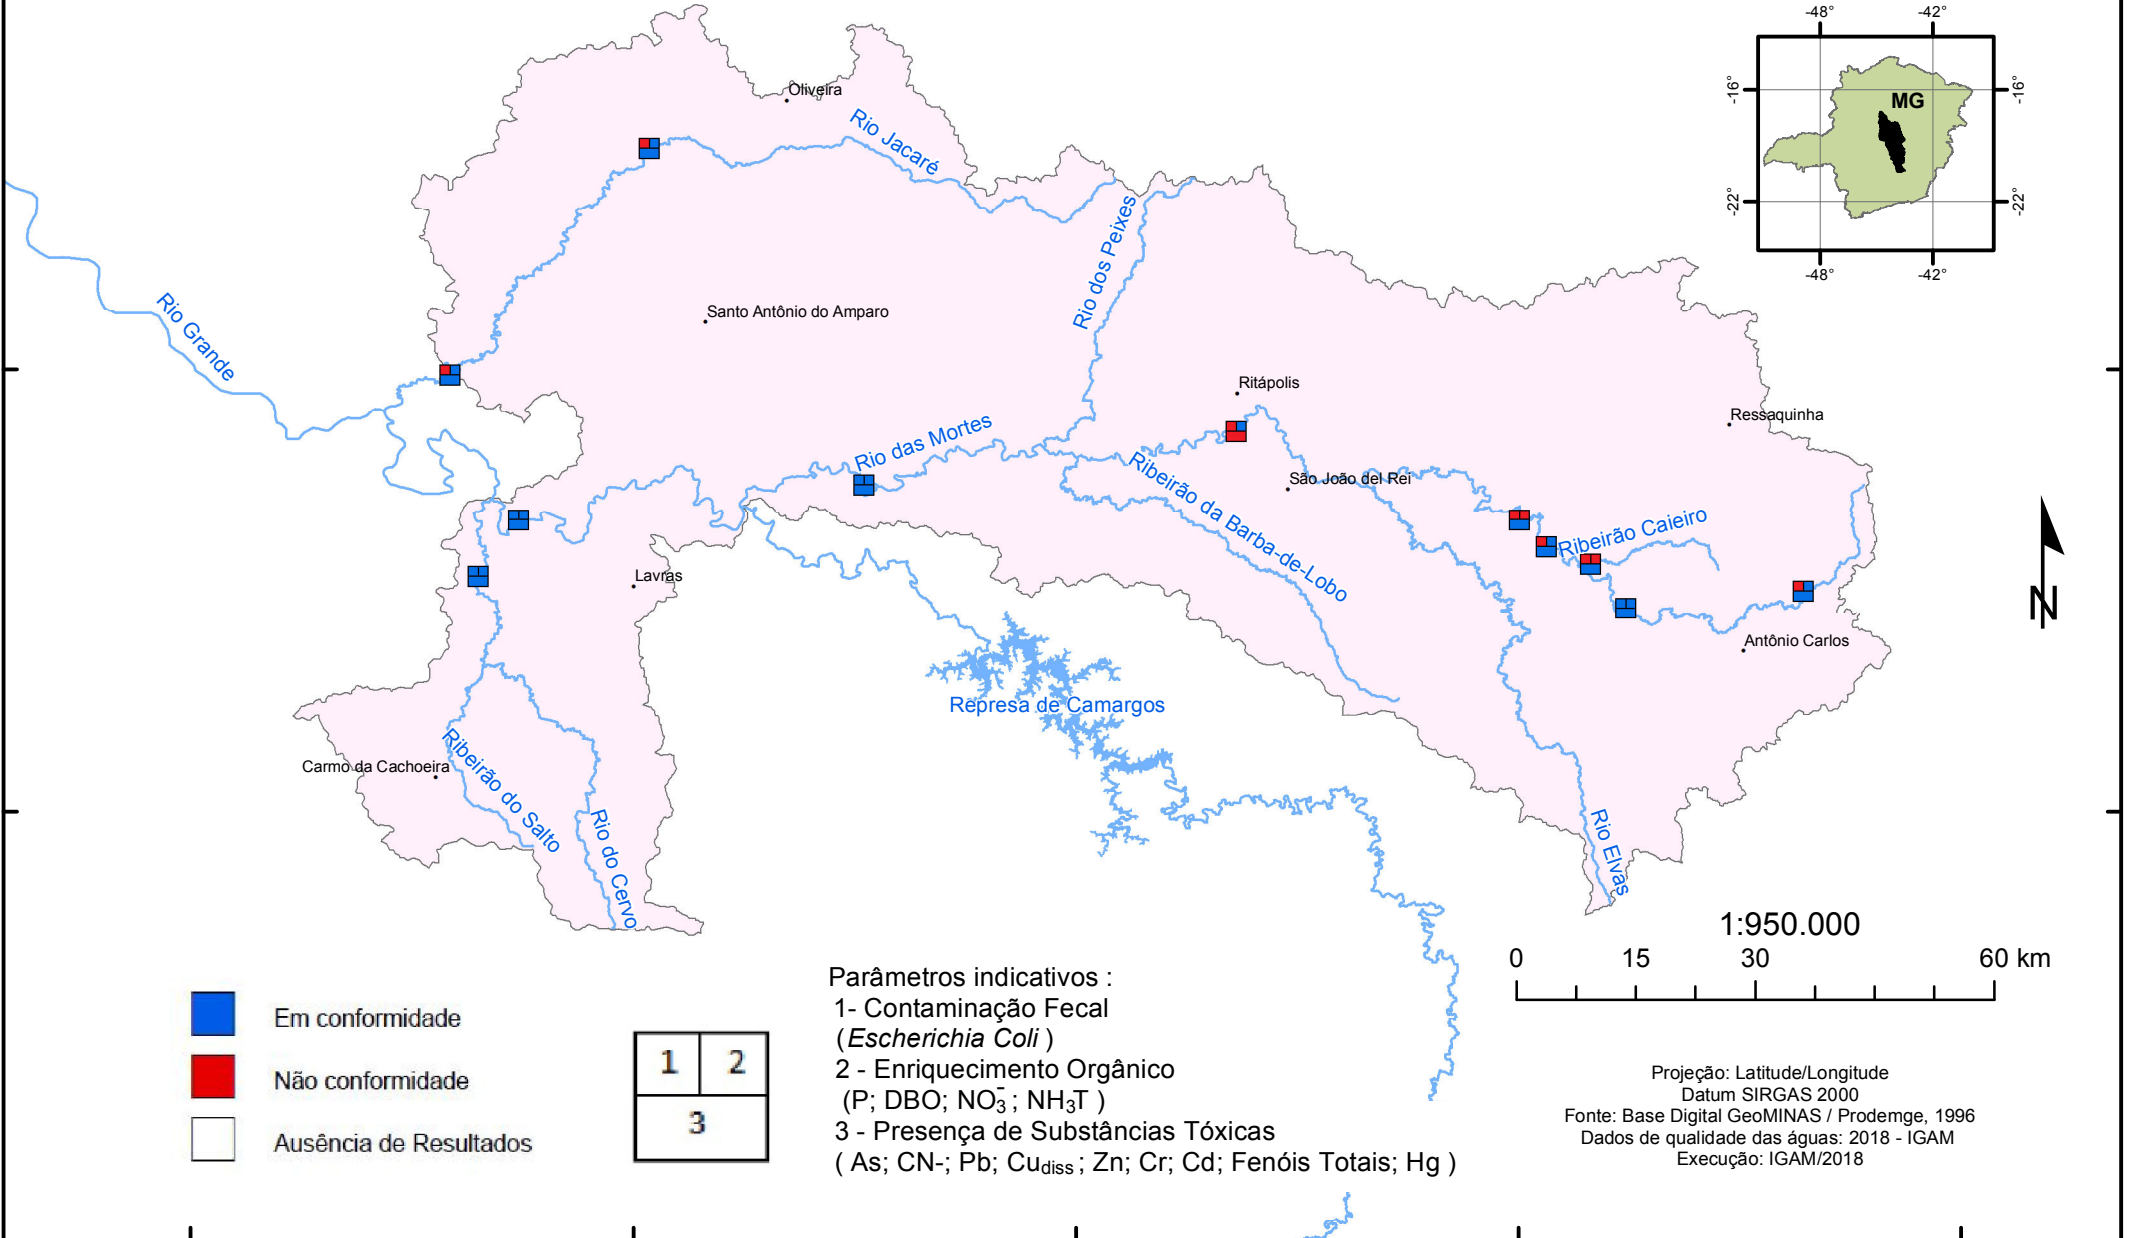 -48°
-42°
-16°
-16°
MG
-22°
-22°
-48°
-42°
Oliveira
Rio Jacaré
Rio dos Peixes
Rio Grande
Santo Antônio do Amparo
Ritápolis
Ressaquinha
Rio das Mortes
Ribeirão da Barba-de-Lobo
São João del Rei
Ribeirão Caieiro
Lavras
Antônio Carlos
N
Represa de Camargos
Carmo da Cachoeira
Ribeirão do Salto
Rio do Cervo
Rio Elvas
1:950.000
0 15 30 60 km
Em conformidade
Não conformidade
Ausência de Resultados
1 2
3
Parâmetros indicativos :
1- Contaminação Fecal
(Escherichia Coli )
2 - Enriquecimento Orgânico
(P; DBO; NO3-; NH3T )
3 - Presença de Substâncias Tóxicas
( As; CN-; Pb; Cudiss ; Zn; Cr; Cd; Fenóis Totais; Hg )
Projeção: Latitude/Longitude
Datum SIRGAS 2000
Fonte: Base Digital GeoMINAS / Prodemge, 1996
Dados de qualidade das águas: 2018 - IGAM
Execução: IGAM/2018